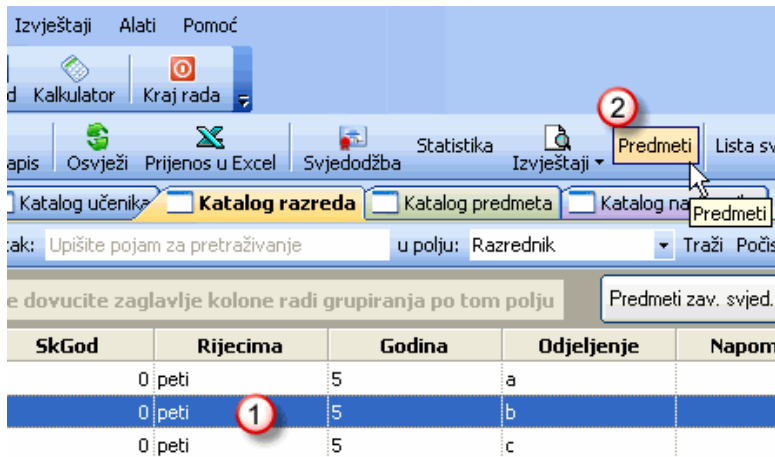 Izvještaji Alati Pomoć
d Kalkulator Kraj rada
2
apis Osvježi Prijenos u Excel Svjedodžba Statistika Izvještaji Predmeti Lista sv
Katalog učenika Katalog razreda Katalog predmeta Katalog na
Predmeti
tak: Upišite pojam za pretraživanje u polju: Razrednik Traži Počis
e dovucite zaglavlje kolone radi grupiranja po tom polju Predmeti zav. svjed.
SkGod Rijecima Godina Odjeljenje Napom
0 peti 5 a
0 peti 1 5 b
0 peti 5 c